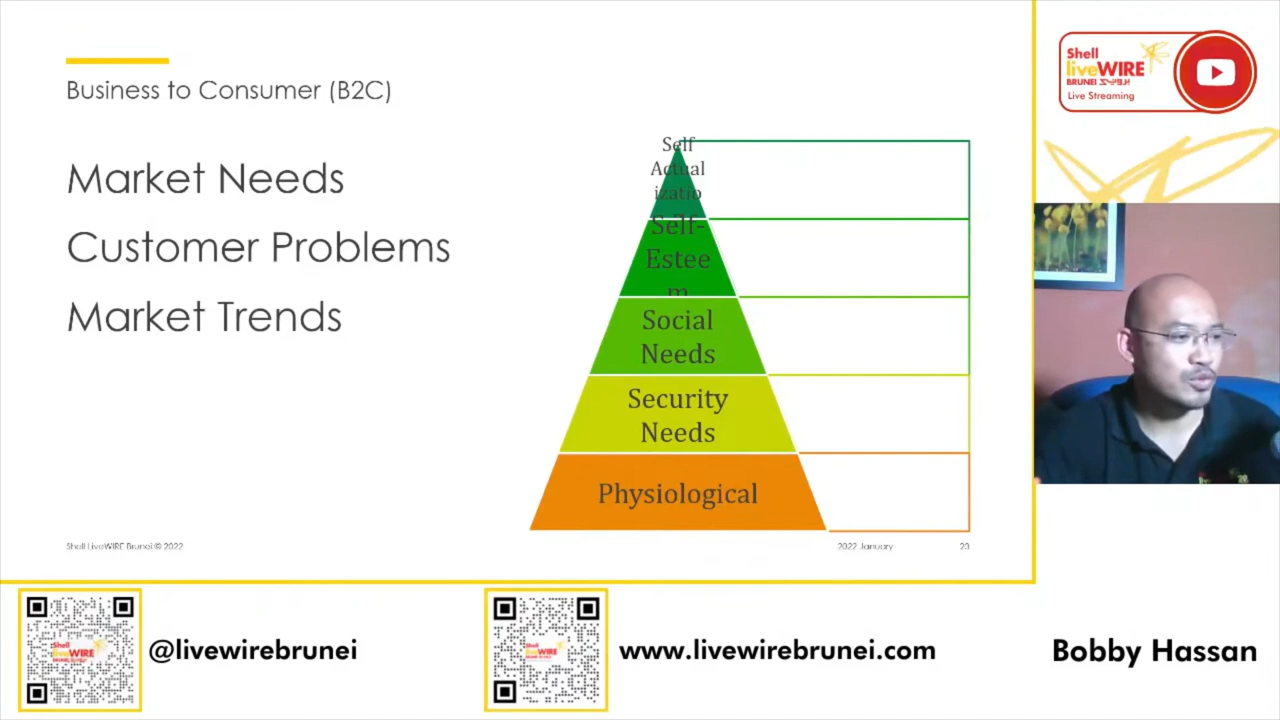 Business to Consumer (B2C)
Market Needs
Customer Problems
Market Trends
Self
Actual
izatio
Self-
Estee
m
Social
Needs
Security
Needs
Physiological
Shell LiveWIRE Brunei © 2022
2022 January
23
Shell
liveWIRE
BRUNEI
Live Streaming
@livewirebrunei
www.livewirebrunei.com
Bobby Hassan